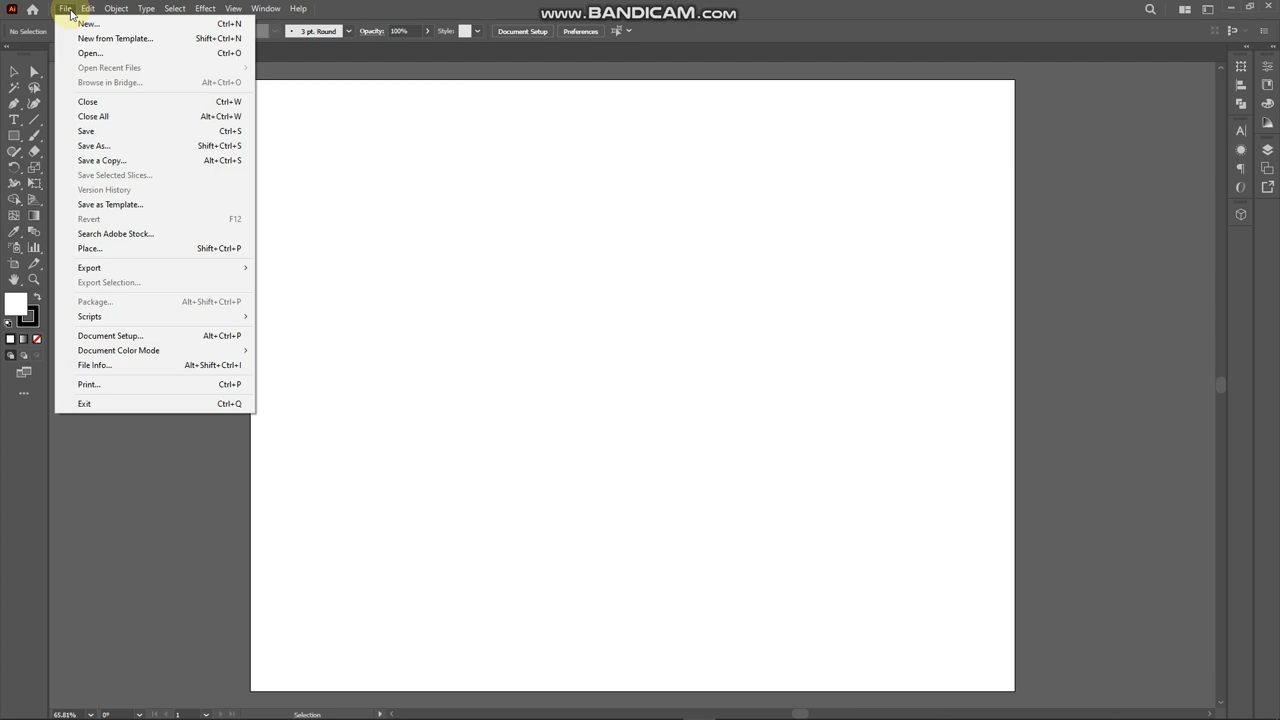 File Edit Object Type Select Effect View Window Help
www.BANDICAM.com
No Selection
3 pt. Round
Opacity: 100%
Style:
Document Setup
Preferences
New... Ctrl+N
New from Template... Shift+Ctrl+N
Open... Ctrl+O
Open Recent Files
Browse in Bridge... Alt+Ctrl+O
Close Ctrl+W
Close All Alt+Ctrl+W
Save Ctrl+S
Save As... Shift+Ctrl+S
Save a Copy... Alt+Ctrl+S
Save Selected Slices...
Version History
Save as Template...
Revert F12
Search Adobe Stock...
Place... Shift+Ctrl+P
Export
Export Selection...
Package... Alt+Shift+Ctrl+P
Scripts
Document Setup... Alt+Ctrl+P
Document Color Mode
File Info... Alt+Shift+Ctrl+I
Print... Ctrl+P
Exit Ctrl+Q
65.81% 0° 1 Selection